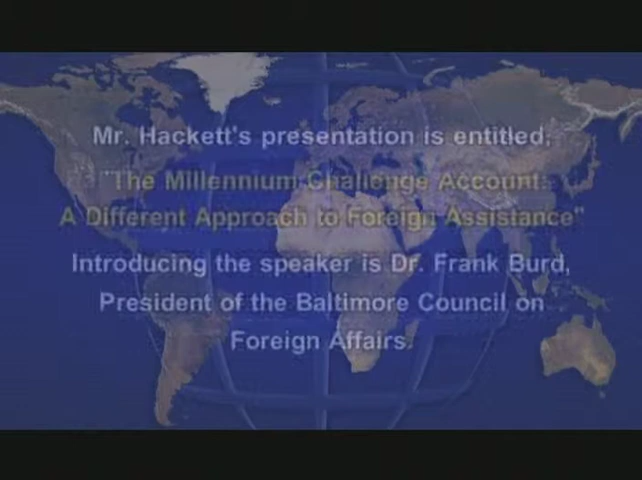 Mr. Hackett's presentation is entitled,
"The Millennium Challenge Account:
A Different Approach to Foreign Assistance"
Introducing the speaker is Dr. Frank Burd,
President of the Baltimore Council on
Foreign Affairs.